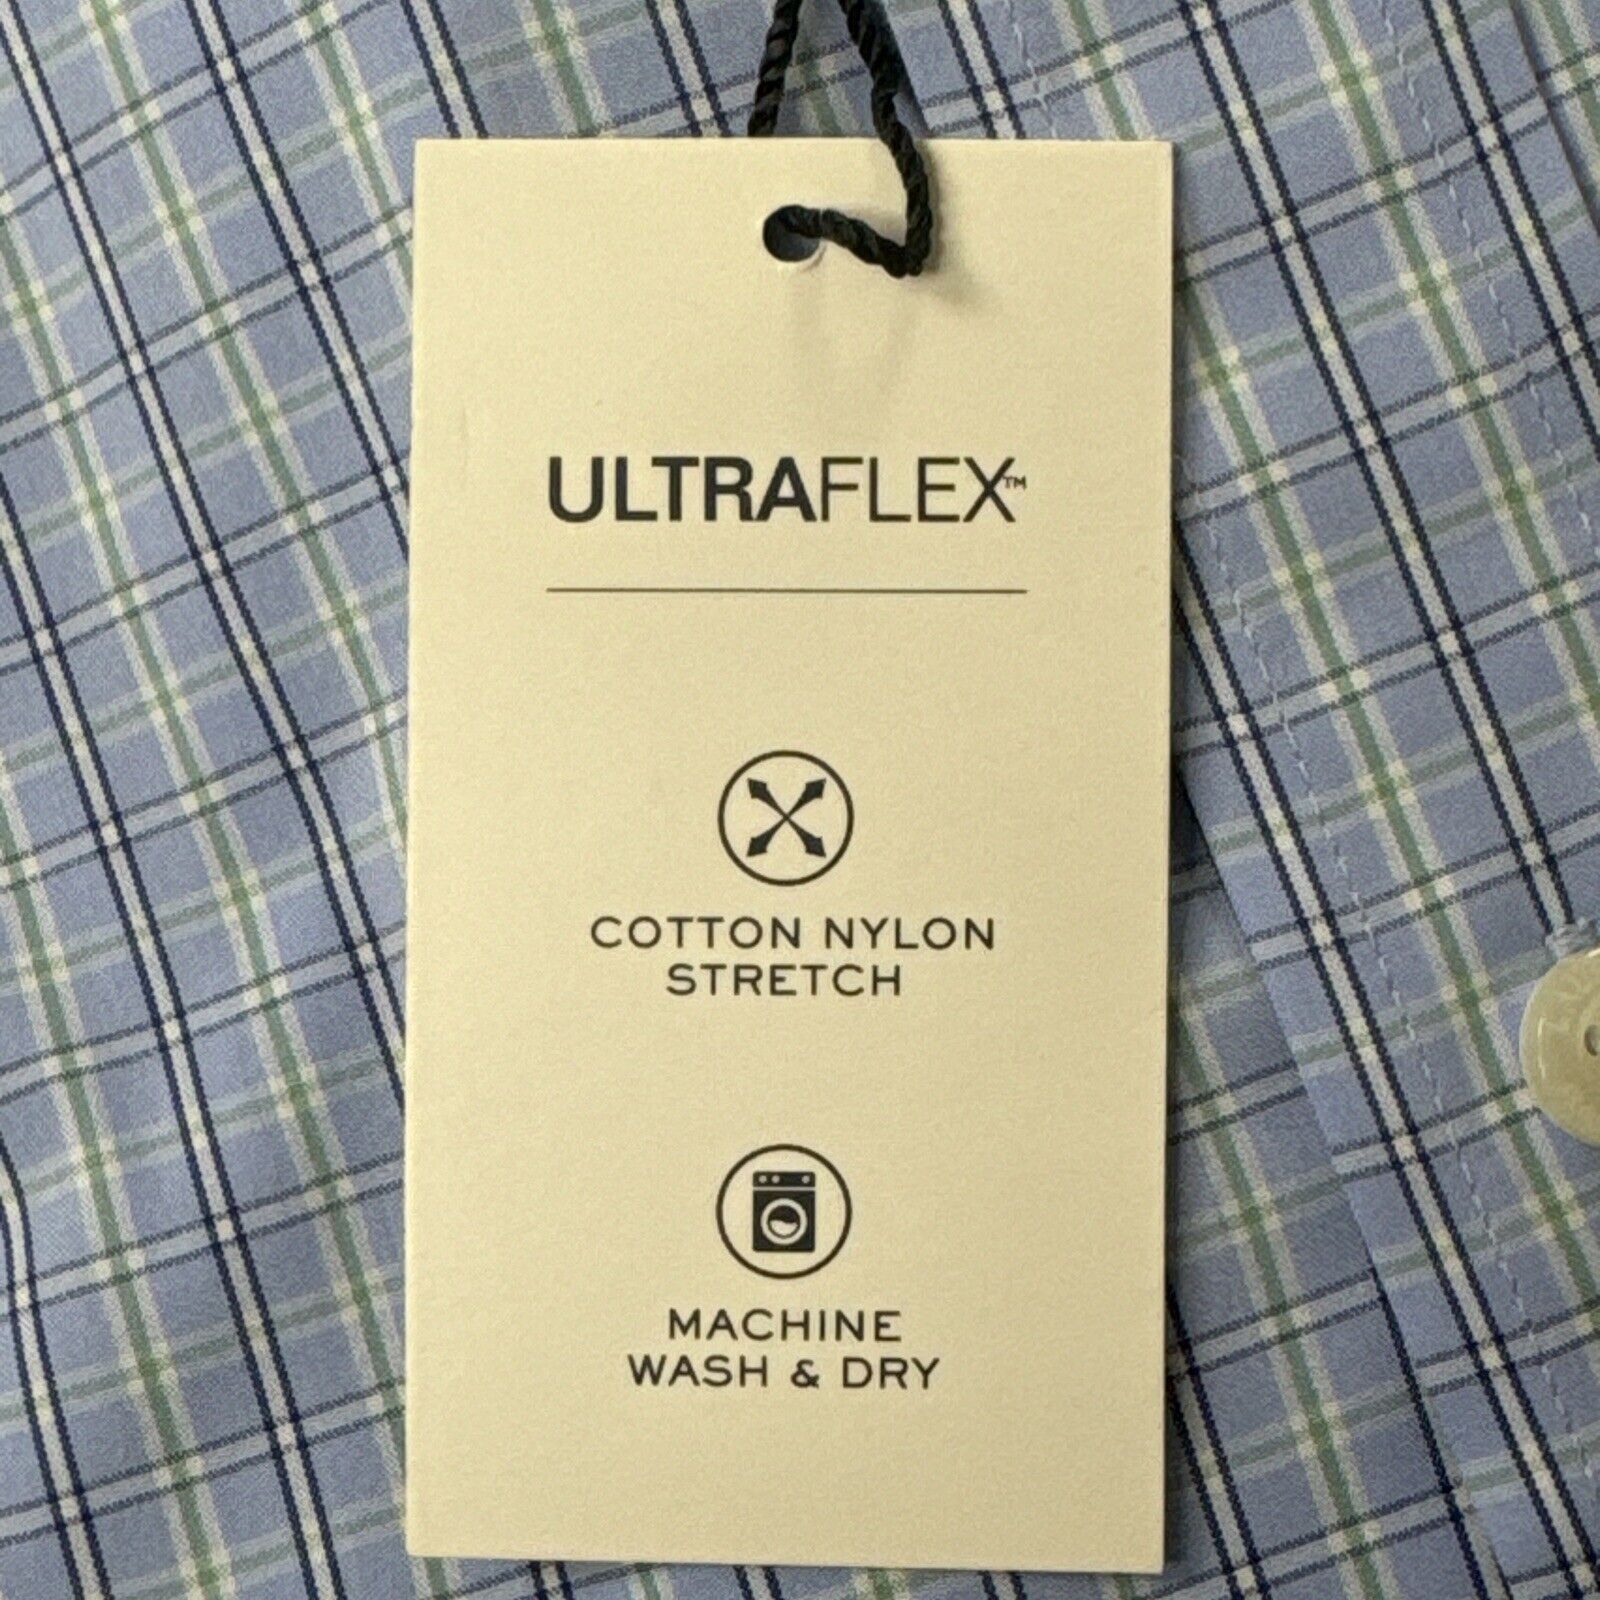 ULTRAFLEX™
COTTON NYLON
STRETCH
MACHINE
WASH & DRY